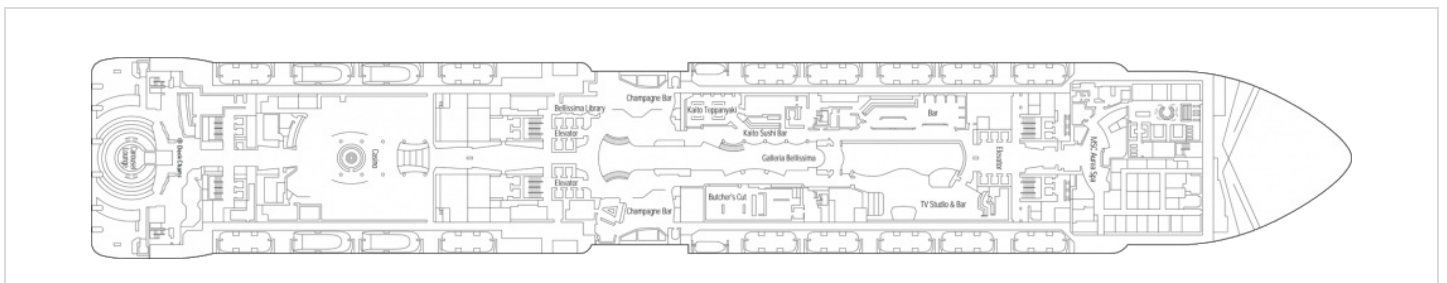 Carousel
Lounge
Casino
Bellissima Library
Elevator
Elevator
Champagne Bar
Champagne Bar
Kaito Teppanyaki
Kaito Sushi Bar
Bar
Galleria Bellissima
Butcher's Cut
TV Studio & Bar
Elevator
MSC Aurea Spa